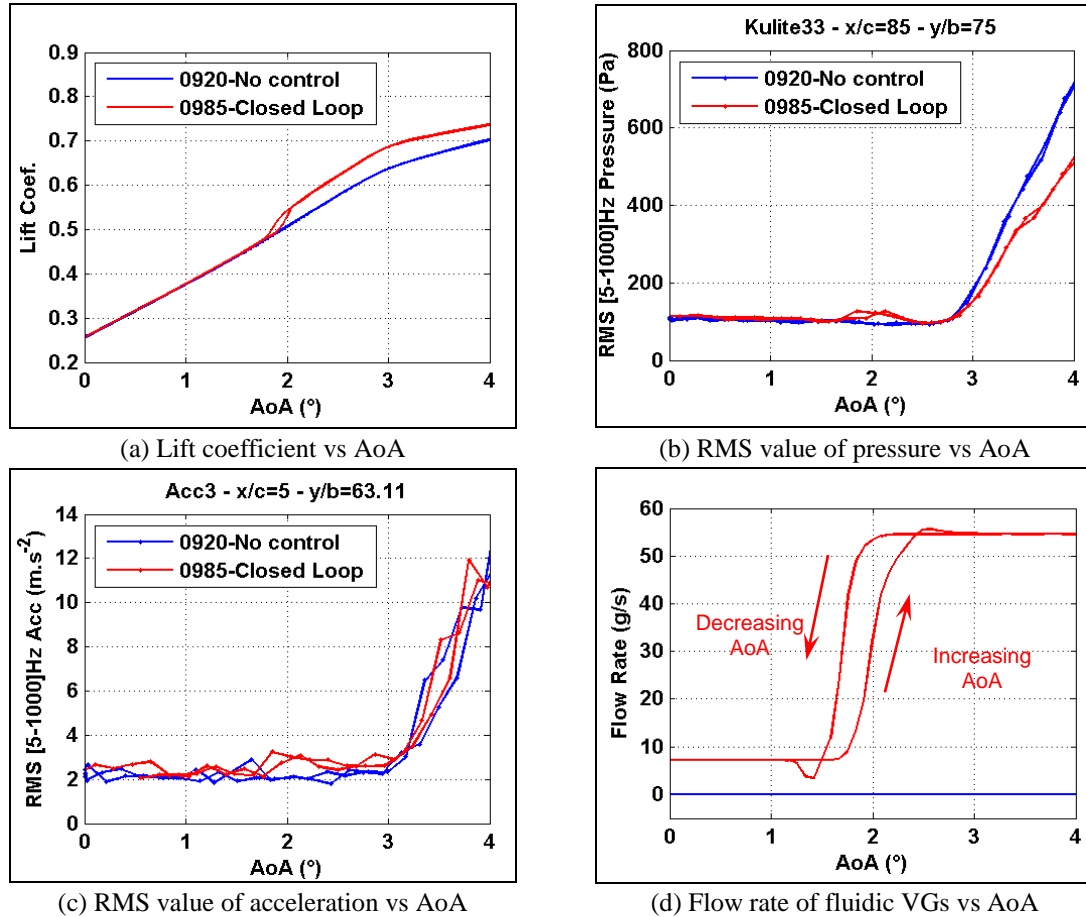 0.9
0.8
0.7
0.6
0.5
0.4
0.3
0.2
Lift Coef.
0920-No control
0985-Closed Loop
0 1 2 3 4
AoA (°)
(a) Lift coefficient vs AoA
Kulite33 - x/c=85 - y/b=75
800
600
400
200
0
RMS [5-1000]Hz Pressure (Pa)
0920-No control
0985-Closed Loop
0 1 2 3 4
AoA (°)
(b) RMS value of pressure vs AoA
Acc3 - x/c=5 - y/b=63.11
14
12
10
8
6
4
2
0
RMS [5-1000]Hz Acc (m.s⁻²)
0920-No control
0985-Closed Loop
0 1 2 3 4
AoA (°)
(c) RMS value of acceleration vs AoA
60
50
40
30
20
10
0
Flow Rate (g/s)
Decreasing
AoA
Increasing
AoA
0 1 2 3 4
AoA (°)
(d) Flow rate of fluidic VGs vs AoA